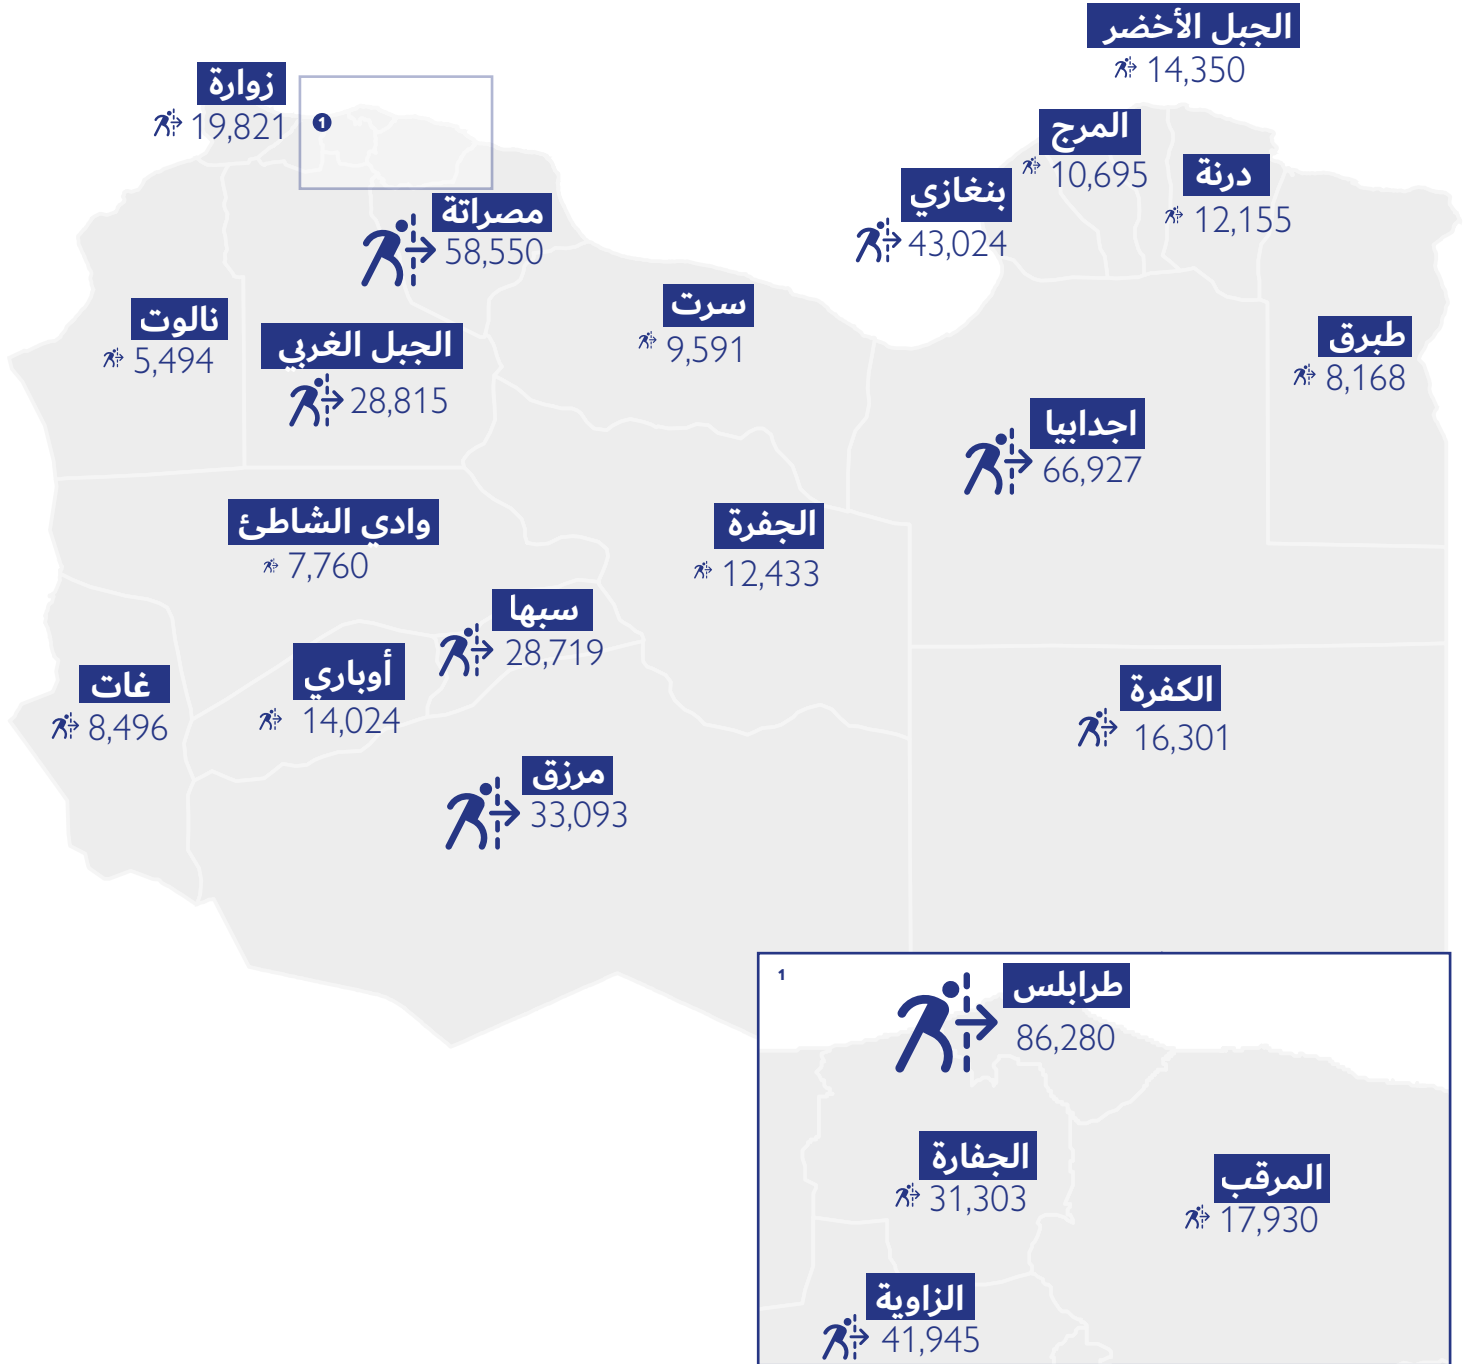 الجبل الأخضر
14,350
زوارة
19,821
1
المرج
10,695
درنة
12,155
بنغازي
43,024
مصراتة
58,550
سرت
9,591
نالوت
5,494
الجبل الغربي
28,815
طبرق
8,168
اجدابيا
66,927
وادي الشاطئ
7,760
الجفرة
12,433
سبها
28,719
أوباري
14,024
غات
8,496
الكفرة
16,301
مرزق
33,093
1
طرابلس
86,280
الجفارة
31,303
المرقب
17,930
الزاوية
41,945